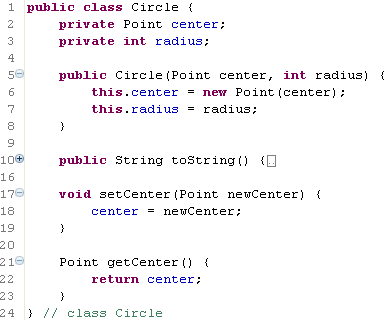 1 public class Circle {
2     private Point center;
3     private int radius;
4
5     public Circle(Point center, int radius) {
6         this.center = new Point(center);
7         this.radius = radius;
8     }
9
10     public String toString() {..
16
17     void setCenter(Point newCenter) {
18         center = newCenter;
19     }
20
21     Point getCenter() {
22         return center;
23     }
24 } // class Circle